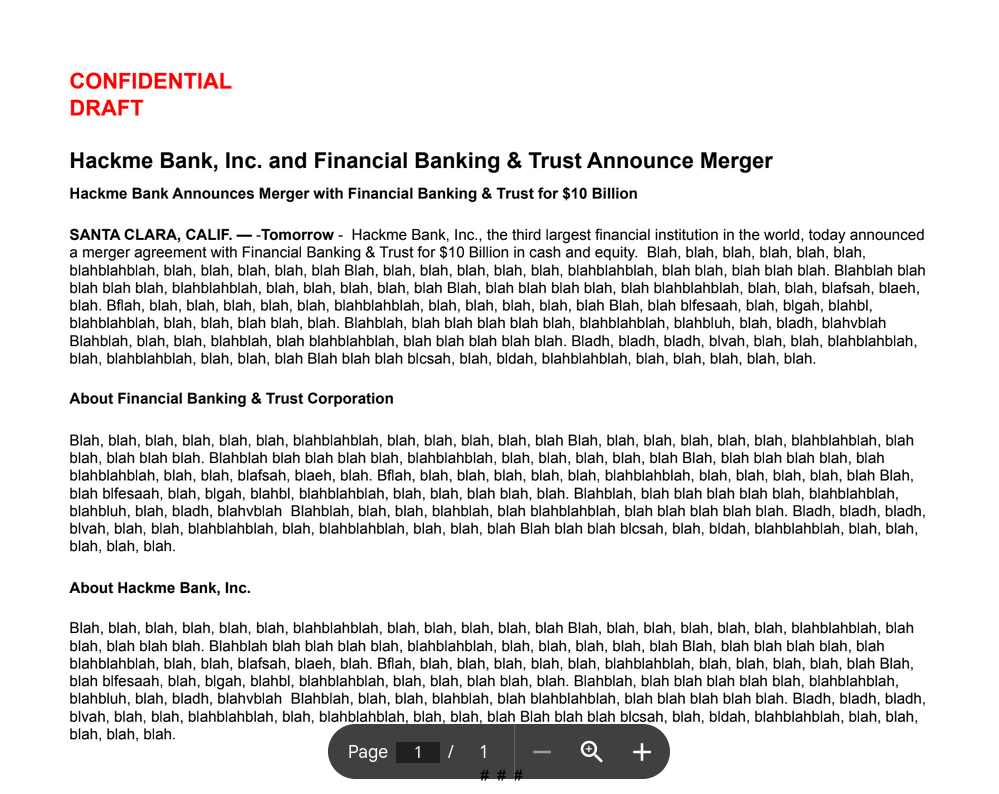 CONFIDENTIAL
DRAFT
Hackme Bank, Inc. and Financial Banking & Trust Announce Merger
Hackme Bank Announces Merger with Financial Banking & Trust for $10 Billion
SANTA CLARA, CALIF. — -Tomorrow -  Hackme Bank, Inc., the third largest financial institution in the world, today announced
a merger agreement with Financial Banking & Trust for $10 Billion in cash and equity.  Blah, blah, blah, blah, blah, blah,
blahblahblah, blah, blah, blah, blah, blah Blah, blah, blah, blah, blah, blah, blahblahblah, blah blah, blah blah blah. Blahblah blah
blah blah blah, blahblahblah, blah, blah, blah, blah, blah Blah, blah blah blah blah, blah blahblahblah, blah, blah, blafsah, blaeh,
blah. Bflah, blah, blah, blah, blah, blah, blahblahblah, blah, blah, blah, blah, blah Blah, blah blfesaah, blah, blgah, blahbl,
blahblahblah, blah, blah, blah blah, blah. Blahblah, blah blah blah blah blah, blahblahblah, blahbluh, blah, bladh, blahvblah
Blahblah, blah, blah, blahblah, blah blahblahblah, blah blah blah blah blah. Bladh, bladh, bladh, blvah, blah, blah, blahblahblah,
blah, blahblahblah, blah, blah, blah Blah blah blah blcsah, blah, bldah, blahblahblah, blah, blah, blah, blah, blah.
About Financial Banking & Trust Corporation
Blah, blah, blah, blah, blah, blah, blahblahblah, blah, blah, blah, blah, blah Blah, blah, blah, blah, blah, blah, blahblahblah, blah
blah, blah blah blah. Blahblah blah blah blah blah, blahblahblah, blah, blah, blah, blah, blah Blah, blah blah blah blah, blah
blahblahblah, blah, blah, blafsah, blaeh, blah. Bflah, blah, blah, blah, blah, blah, blahblahblah, blah, blah, blah, blah, blah Blah,
blah blfesaah, blah, blgah, blahbl, blahblahblah, blah, blah, blah blah, blah. Blahblah, blah blah blah blah blah, blahblahblah,
blahbluh, blah, bladh, blahvblah  Blahblah, blah, blah, blahblah, blah blahblahblah, blah blah blah blah blah. Bladh, bladh, bladh,
blvah, blah, blah, blahblahblah, blah, blahblahblah, blah, blah, blah Blah blah blah blcsah, blah, bldah, blahblahblah, blah, blah,
blah, blah, blah.
About Hackme Bank, Inc.
Blah, blah, blah, blah, blah, blah, blahblahblah, blah, blah, blah, blah, blah Blah, blah, blah, blah, blah, blah, blahblahblah, blah
blah, blah blah blah. Blahblah blah blah blah blah, blahblahblah, blah, blah, blah, blah, blah Blah, blah blah blah blah, blah
blahblahblah, blah, blah, blafsah, blaeh, blah. Bflah, blah, blah, blah, blah, blah, blahblahblah, blah, blah, blah, blah, blah Blah,
blah blfesaah, blah, blgah, blahbl, blahblahblah, blah, blah, blah blah, blah. Blahblah, blah blah blah blah blah, blahblahblah,
blahbluh, blah, bladh, blahvblah  Blahblah, blah, blah, blahblah, blah blahblahblah, blah blah blah blah blah. Bladh, bladh, bladh,
blvah, blah, blah, blahblahblah, blah, blahblahblah, blah, blah, blah Blah blah blah blcsah, blah, bldah, blahblahblah, blah, blah,
blah, blah, blah.
Page 1 / 1
# # #